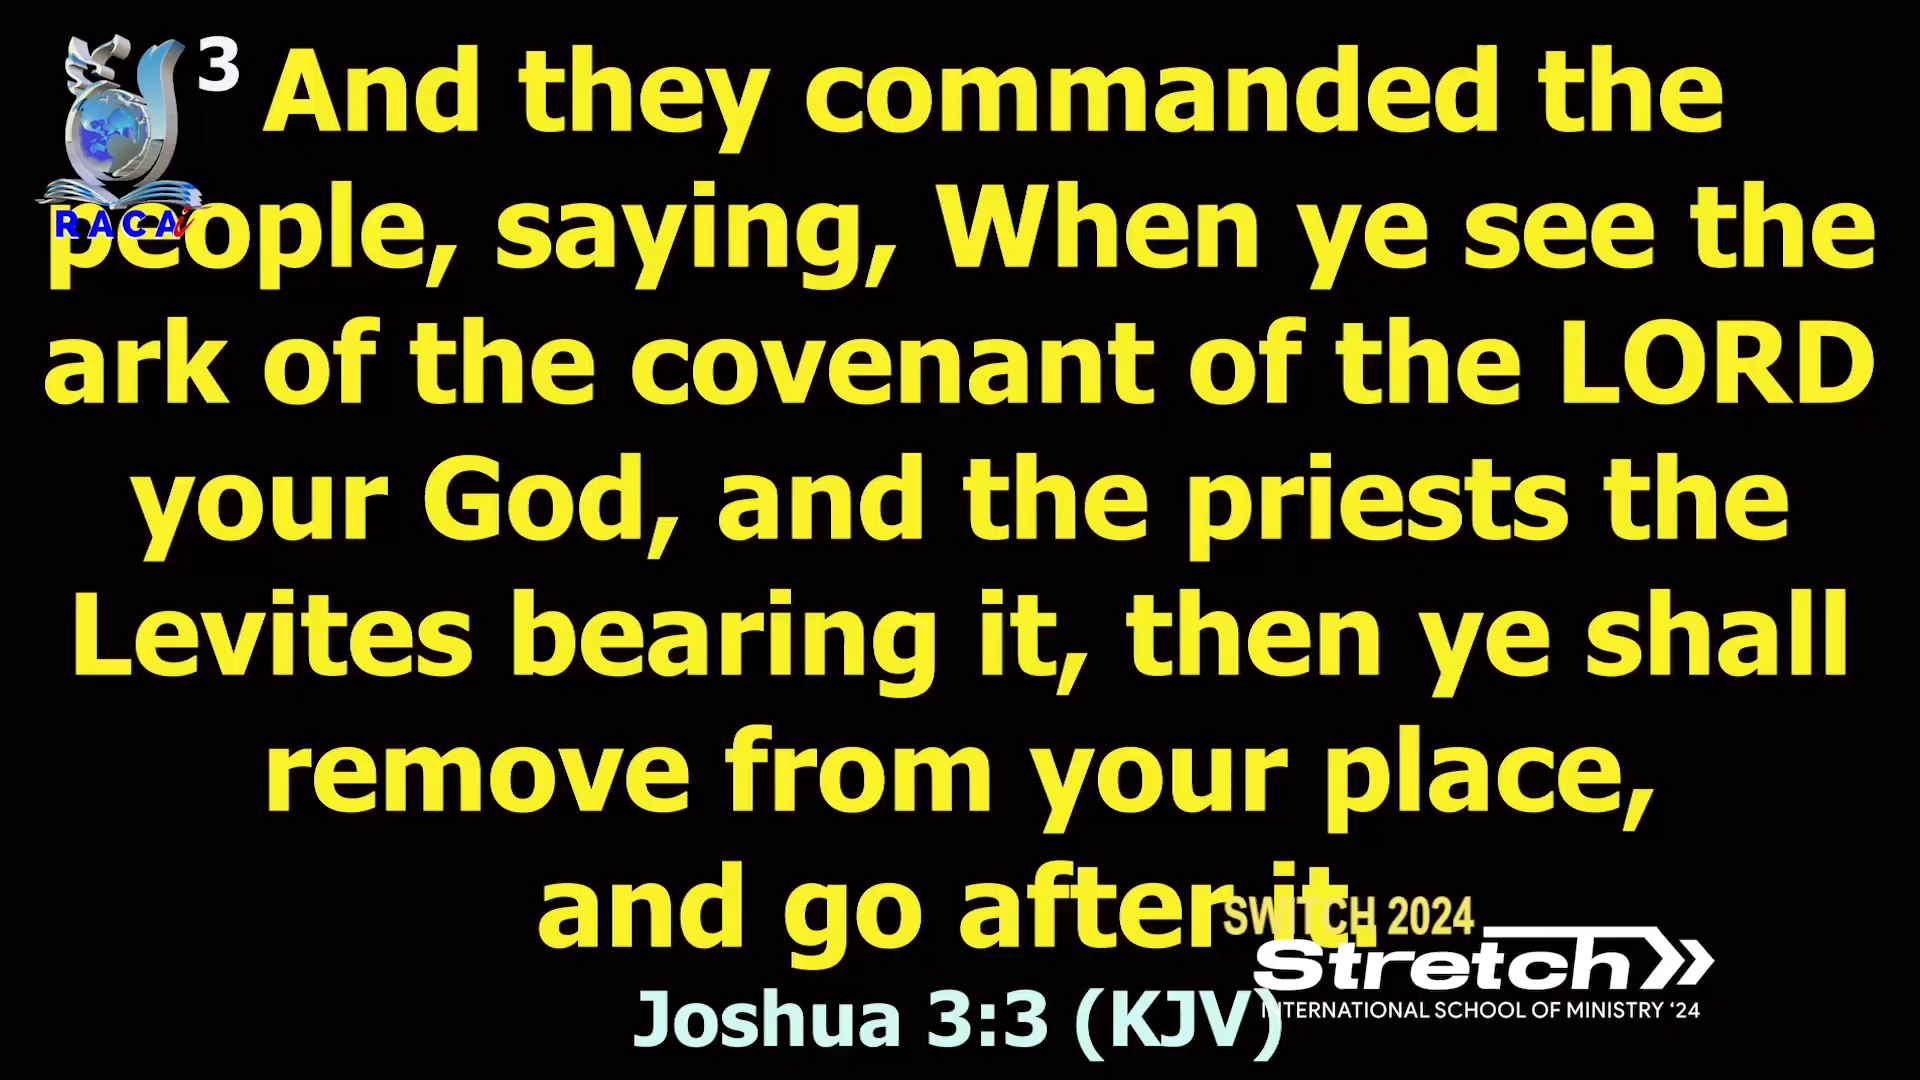 3 And they commanded the
people, saying, When ye see the
ark of the covenant of the LORD
your God, and the priests the
Levites bearing it, then ye shall
remove from your place,
and go after it.
Joshua 3:3 (KJV)
RACAi
SWITCH 2024
Stretch
INTERNATIONAL SCHOOL OF MINISTRY ‘24